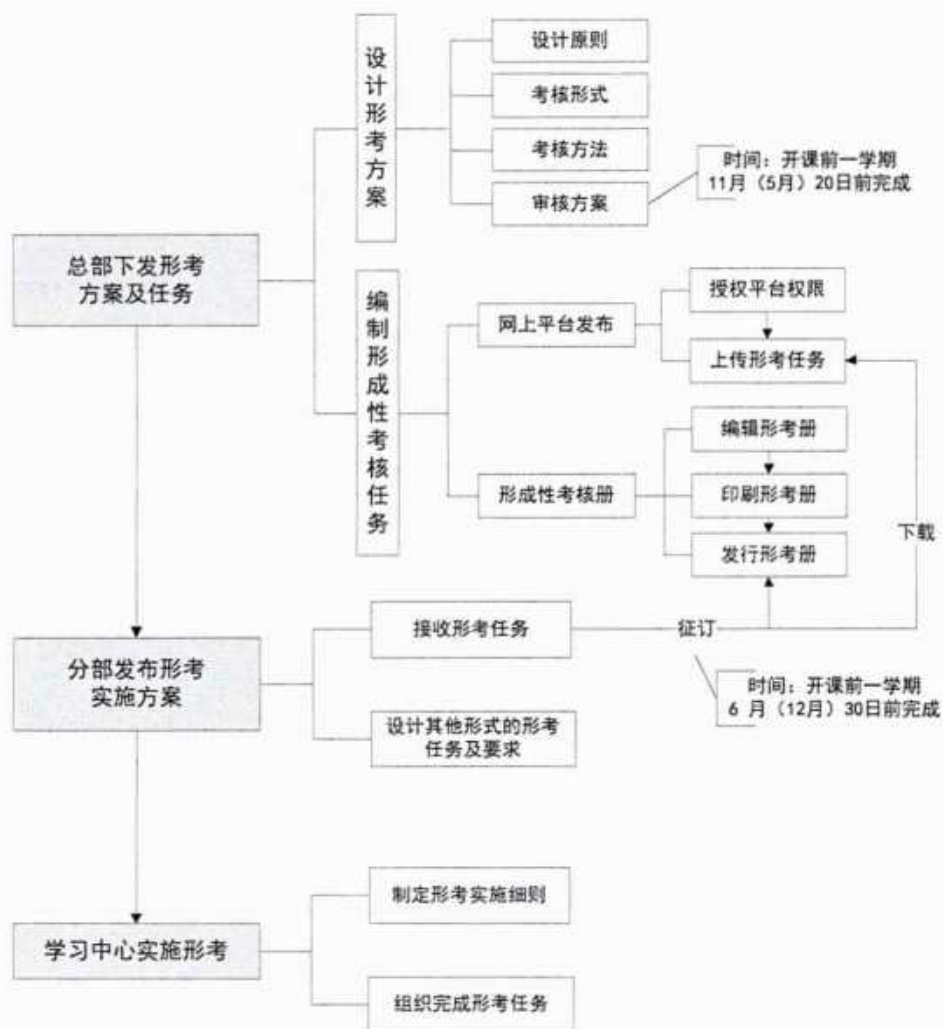 设计形考方案
设计原则
考核形式
考核方法
审核方案
时间：开课前一学期
11月（5月）20日前完成
总部下发形考
方案及任务
编制形成性考核任务
网上平台发布
授权平台权限
上传形考任务
形成性考核册
编辑形考册
印刷形考册
发行形考册
下载
分部发布形考
实施方案
接收形考任务
征订
时间：开课前一学期
6 月（12月）30日前完成
设计其他形式的形考
任务及要求
学习中心实施形考
制定形考实施细则
组织完成形考任务